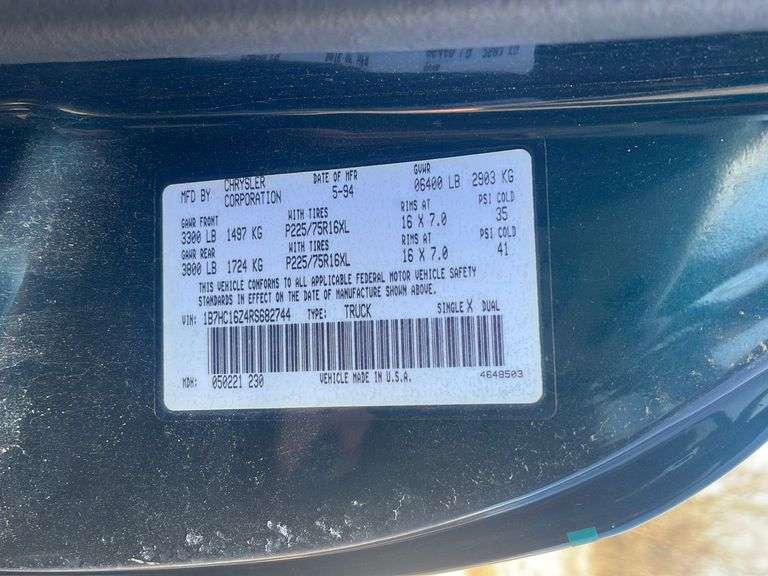 MFD BY CHRYSLER CORPORATION DATE OF MFR 5-94 GVWR 06400 LB 2903 KG
GAWR FRONT WITH TIRES RIMS AT PSI COLD
3300 LB 1497 KG P225/75R16XL 16 X 7.0 35
GAWR REAR WITH TIRES RIMS AT PSI COLD
3800 LB 1724 KG P225/75R16XL 16 X 7.0 41
THIS VEHICLE CONFORMS TO ALL APPLICABLE FEDERAL MOTOR VEHICLE SAFETY
STANDARDS IN EFFECT ON THE DATE OF MANUFACTURE SHOWN ABOVE.
VIN: 1B7HC16Z4RS682744 TYPE: TRUCK SINGLE X DUAL
MDH: 050221 230 VEHICLE MADE IN U.S.A. 4648503